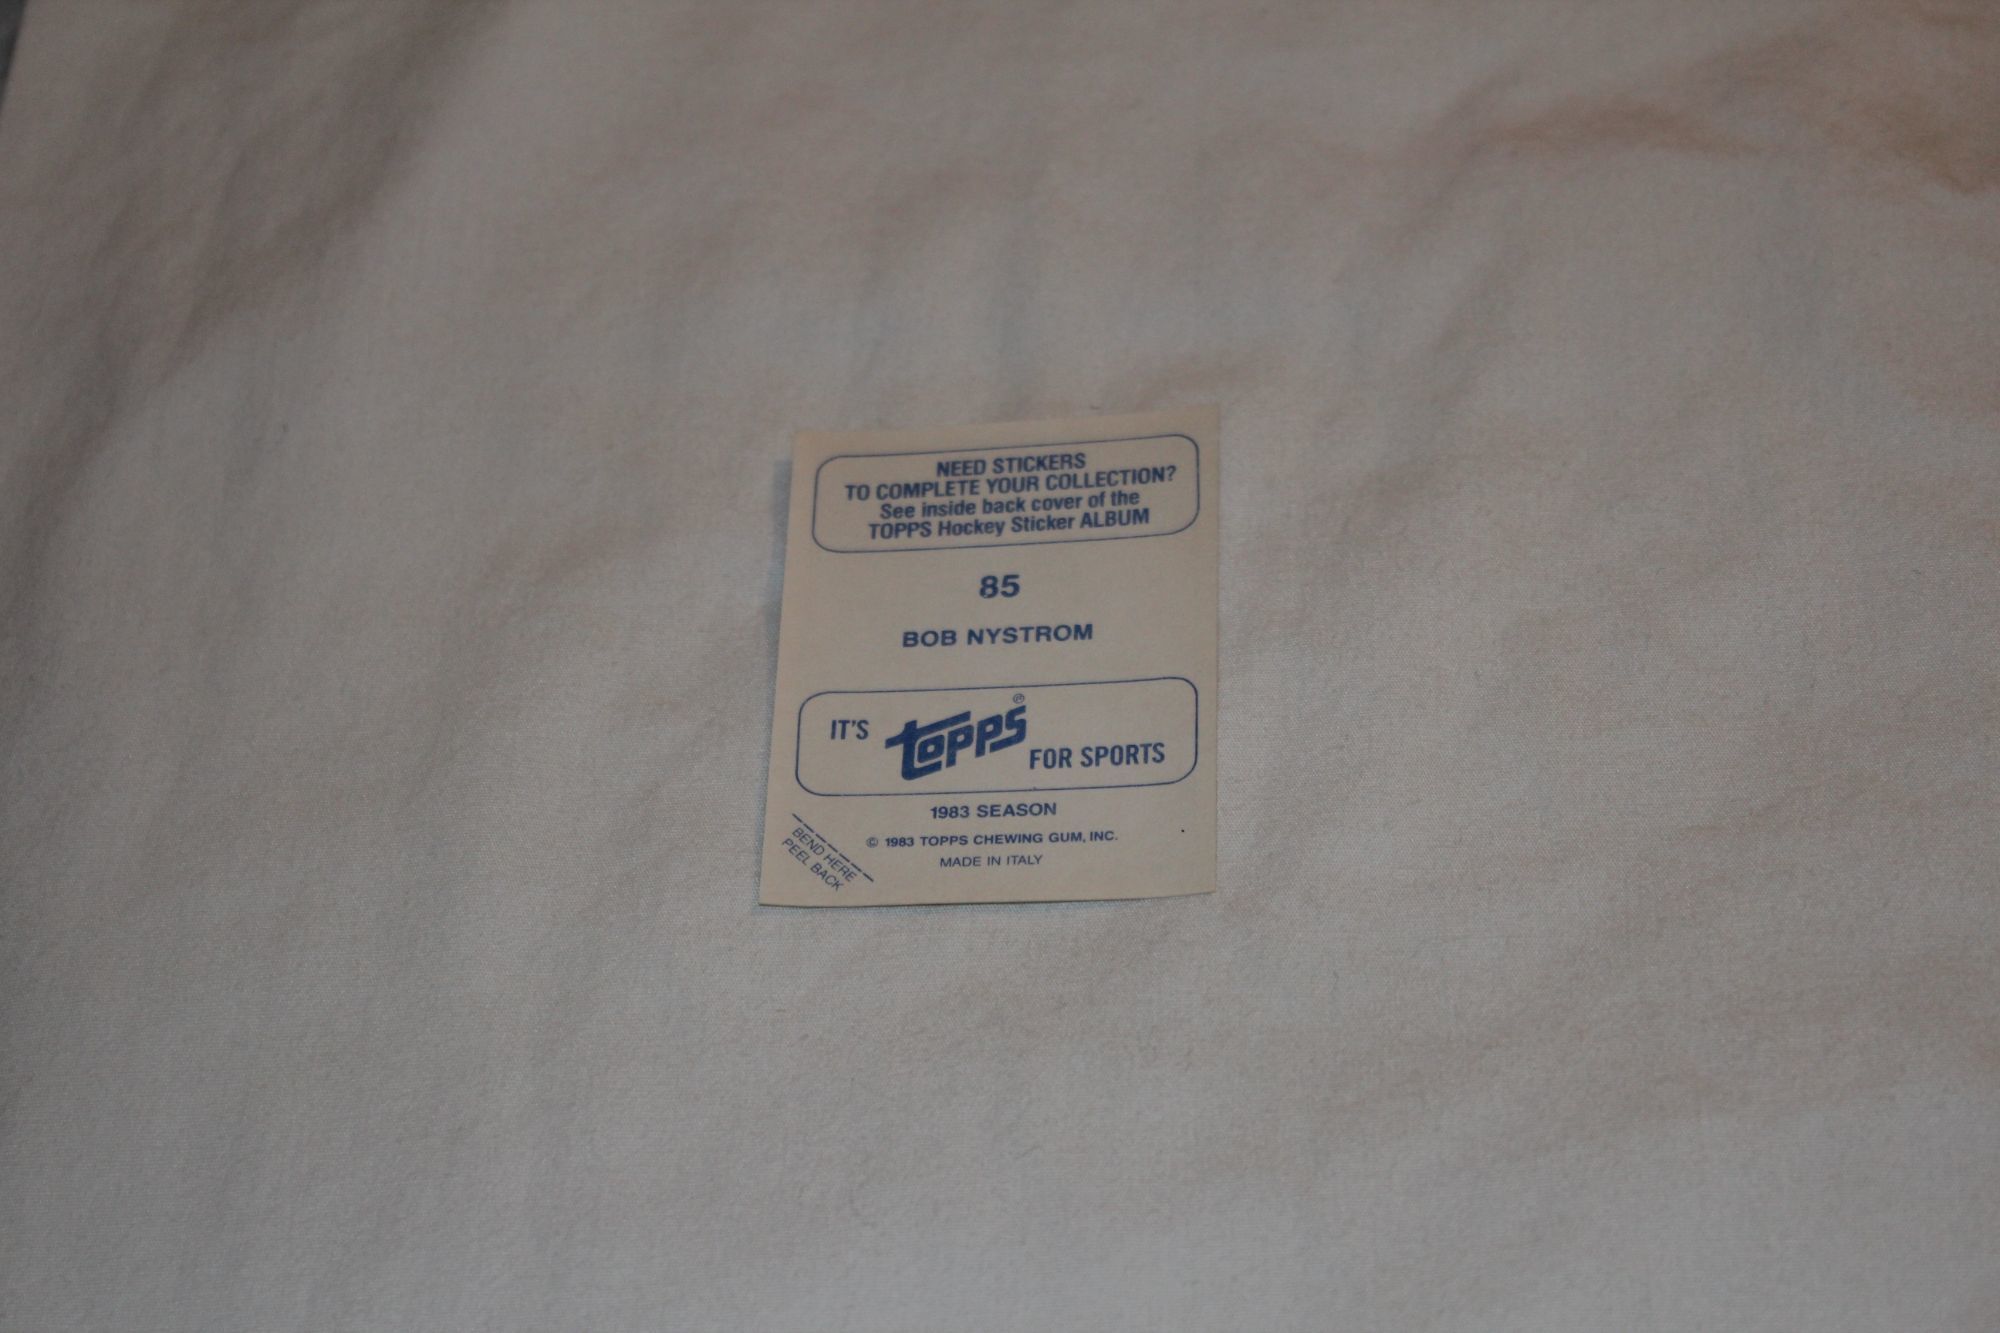 NEED STICKERS
TO COMPLETE YOUR COLLECTION?
See inside back cover of the
TOPPS Hockey Sticker ALBUM
85
BOB NYSTROM
IT'S topps® FOR SPORTS
1983 SEASON
© 1983 TOPPS CHEWING GUM, INC.
MADE IN ITALY
BEND HERE
PEEL BACK